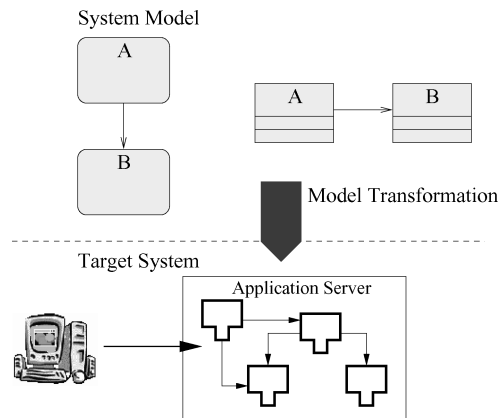 System Model
A
B
A
B
Model Transformation
Target System
Application Server